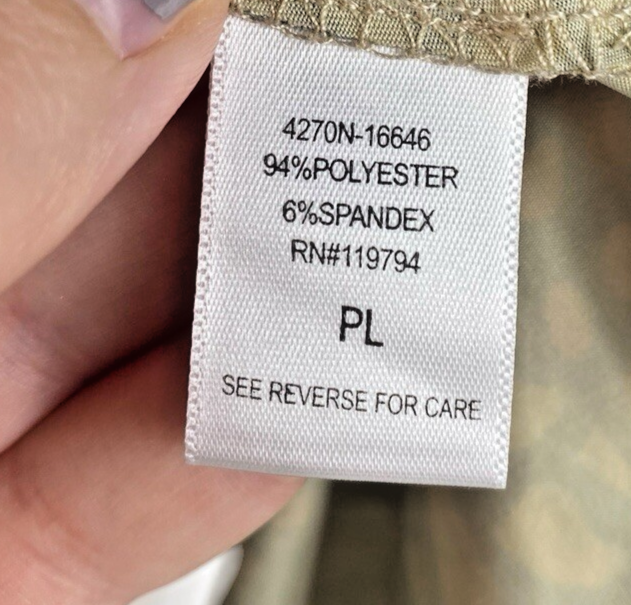 4270N-16646
94%POLYESTER
6%SPANDEX
RN#119794
PL
SEE REVERSE FOR CARE